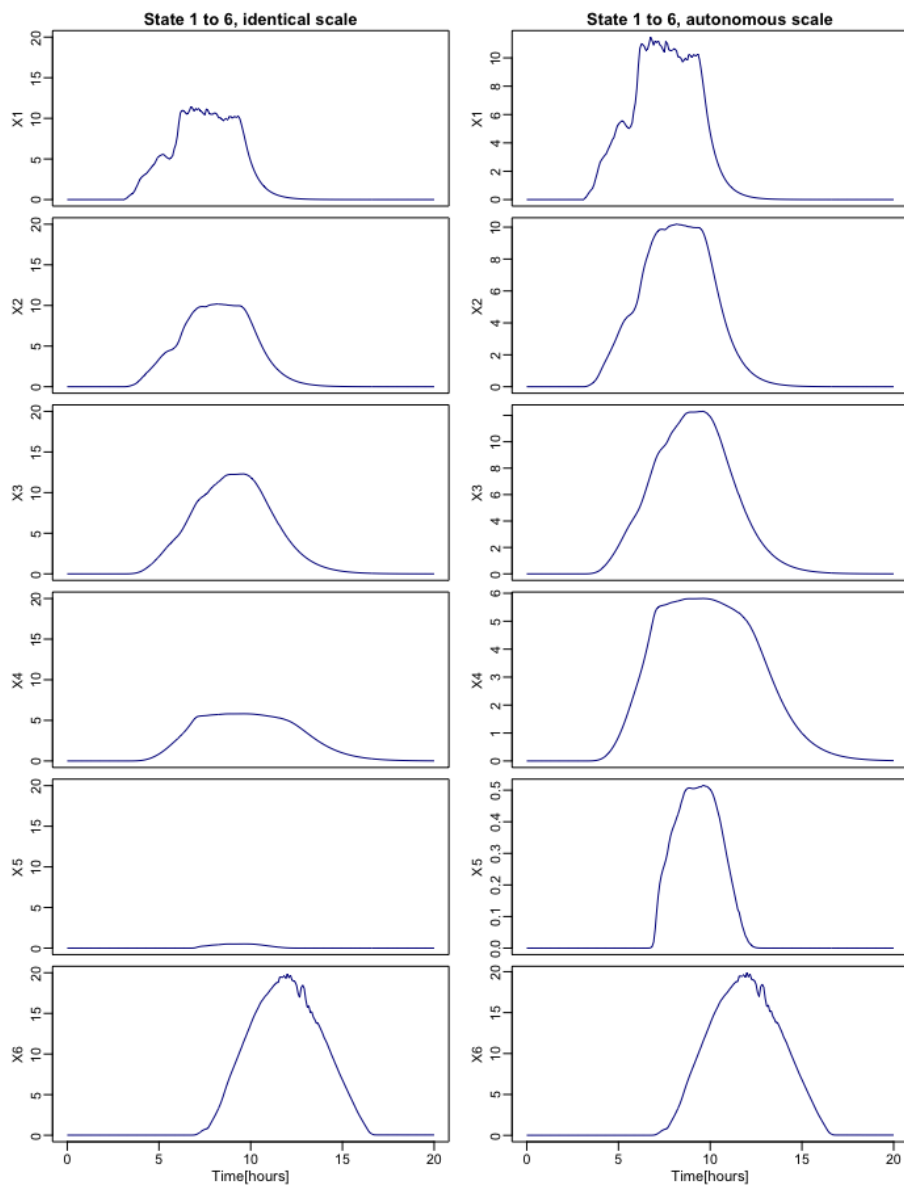 State 1 to 6, identical scale
State 1 to 6, autonomous scale
X1
0 5 10 15 20
X1
0 2 4 6 8 10
X2
0 5 10 15 20
X2
0 2 4 6 8 10
X3
0 5 10 15 20
X3
0 2 4 6 8 10
X4
0 5 10 15 20
X4
0 1 2 3 4 5 6
X5
0 5 10 15 20
X5
0.0 0.1 0.2 0.3 0.4 0.5
X6
0 5 10 15 20
X6
0 5 10 15 20
0 5 10 15 20
0 5 10 15 20
Time[hours]
Time[hours]